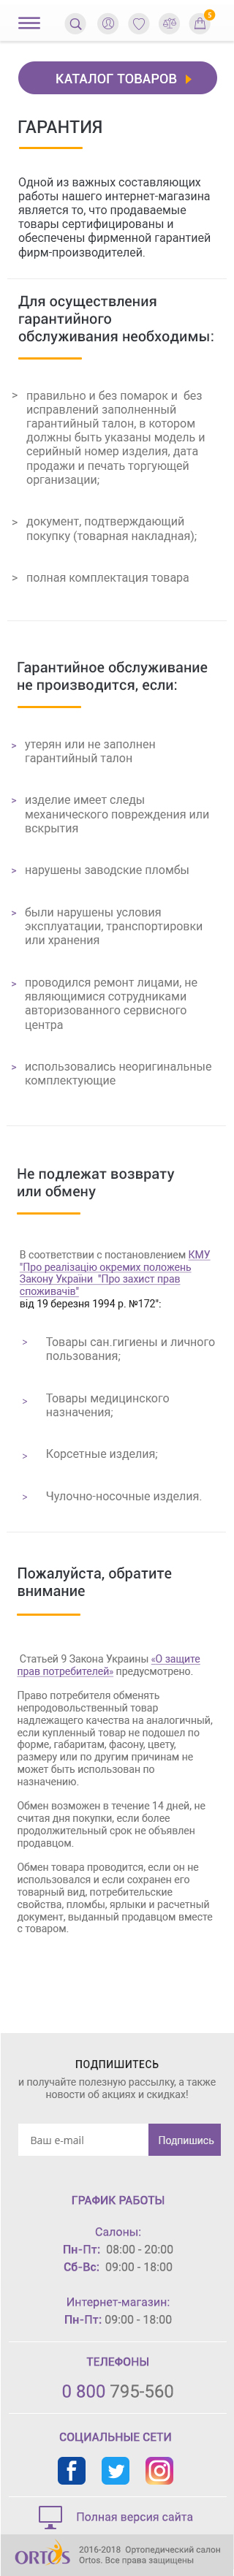 5
КАТАЛОГ ТОВАРОВ
ГАРАНТИЯ
Одной из важных составляющих
работы нашего интернет-магазина
является то, что продаваемые
товары сертифицированы и
обеспечены фирменной гарантией
фирм-производителей.
Для осуществления
гарантийного
обслуживания необходимы:
> правильно и без помарок и  без
исправлений заполненный
гарантийный талон, в котором
должны быть указаны модель и
серийный номер изделия, дата
продажи и печать торгующей
организации;
> документ, подтверждающий
покупку (товарная накладная);
> полная комплектация товара
Гарантийное обслуживание
не производится, если:
> утерян или не заполнен
гарантийный талон
> изделие имеет следы
механического повреждения или
вскрытия
> нарушены заводские пломбы
> были нарушены условия
эксплуатации, транспортировки
или хранения
> проводился ремонт лицами, не
являющимися сотрудниками
авторизованного сервисного
центра
> использовались неоригинальные
комплектующие
Не подлежат возврату
или обмену
В соответствии с постановлением КМУ
"Про реалізацію окремих положень
Закону України  "Про захист прав
споживачів"
від 19 березня 1994 р. №172":
> Товары сан.гигиены и личного
пользования;
> Товары медицинского
назначения;
> Корсетные изделия;
> Чулочно-носочные изделия.
Пожалуйста, обратите
внимание
Статьей 9 Закона Украины «О защите
прав потребителей» предусмотрено.
Право потребителя обменять
непродовольственный товар
надлежащего качества на аналогичный,
если купленный товар не подошел по
форме, габаритам, фасону, цвету,
размеру или по другим причинам не
может быть использован по
назначению.
Обмен возможен в течение 14 дней, не
считая дня покупки, если более
продолжительный срок не объявлен
продавцом.
Обмен товара проводится, если он не
использовался и если сохранен его
товарный вид, потребительские
свойства, пломбы, ярлыки и расчетный
документ, выданный продавцом вместе
с товаром.
ПОДПИШИТЕСЬ
и получайте полезную рассылку, а также
новости об акциях и скидках!
Ваш e-mail
Подпишись
ГРАФИК РАБОТЫ
Салоны:
Пн-Пт:  08:00 - 20:00
Сб-Вс:  09:00 - 18:00
Интернет-магазин:
Пн-Пт: 09:00 - 18:00
ТЕЛЕФОНЫ
0 800 795-560
СОЦИАЛЬНЫЕ СЕТИ
Полная версия сайта
ORTOS
2016-2018  Ортопедический салон
Ortos. Все права защищены